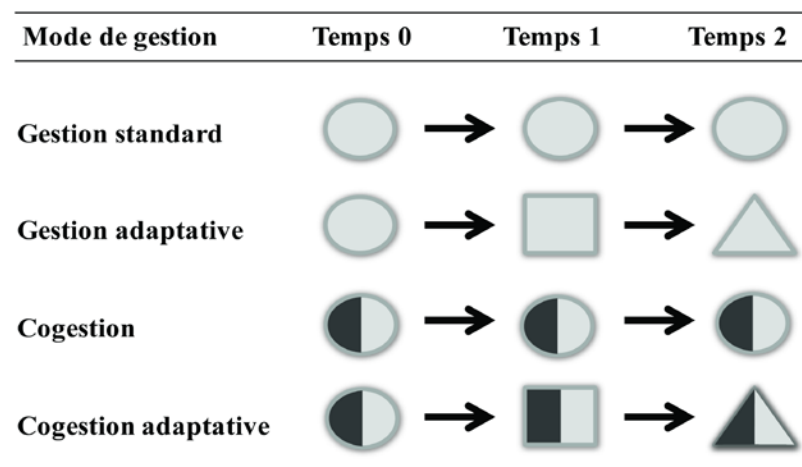 Mode de gestion Temps 0 Temps 1 Temps 2
Gestion standard
Gestion adaptative
Cogestion
Cogestion adaptative